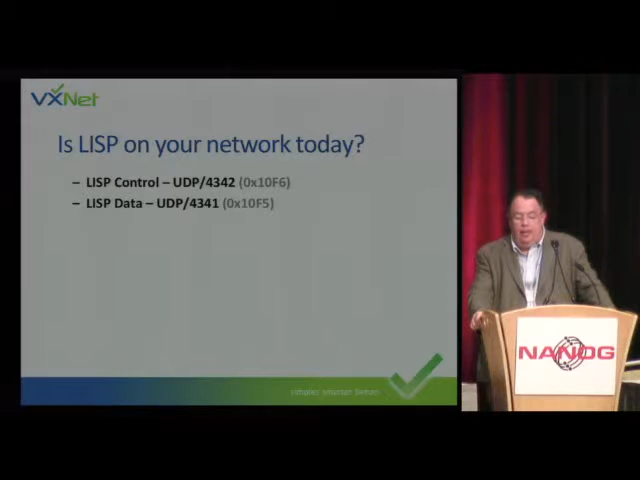 VXNet
Is LISP on your network today?
– LISP Control – UDP/4342 (0x10F6)
– LISP Data – UDP/4341 (0x10F5)
NANOG